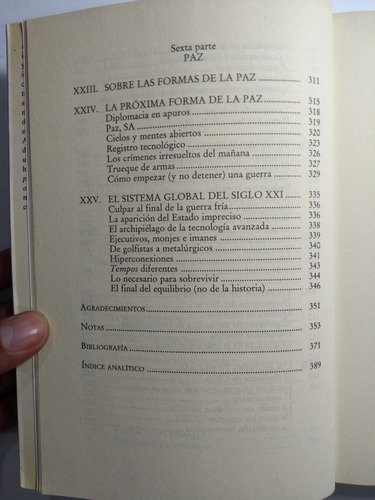 Sexta parte
PAZ
XXIII. SOBRE LAS FORMAS DE LA PAZ ................ 311
XXIV. LA PRÓXIMA FORMA DE LA PAZ ................ 315
Diplomacia en apuros ................ 318
Paz, SA ................ 319
Cielos y mentes abiertos ................ 320
Registro tecnológico ................ 323
Los crímenes irresueltos del mañana ................ 326
Trueque de armas ................ 327
Cómo empezar (y no detener) una guerra ................ 329
XXV. EL SISTEMA GLOBAL DEL SIGLO XXI ................ 335
Culpar al final de la guerra fría ................ 336
La aparición del Estado impreciso ................ 336
El archipiélago de la tecnología avanzada ................ 338
Ejecutivos, monjes e imanes ................ 339
De golfistas a metalúrgicos ................ 340
Hiperconexiones ................ 341
Tempos diferentes ................ 343
Lo necesario para sobrevivir ................ 344
El final del equilibrio (no de la historia) ................ 346
AGRADECIMIENTOS ................ 351
NOTAS ................ 353
BIBLIOGRAFÍA ................ 371
ÍNDICE ANALÍTICO ................ 389